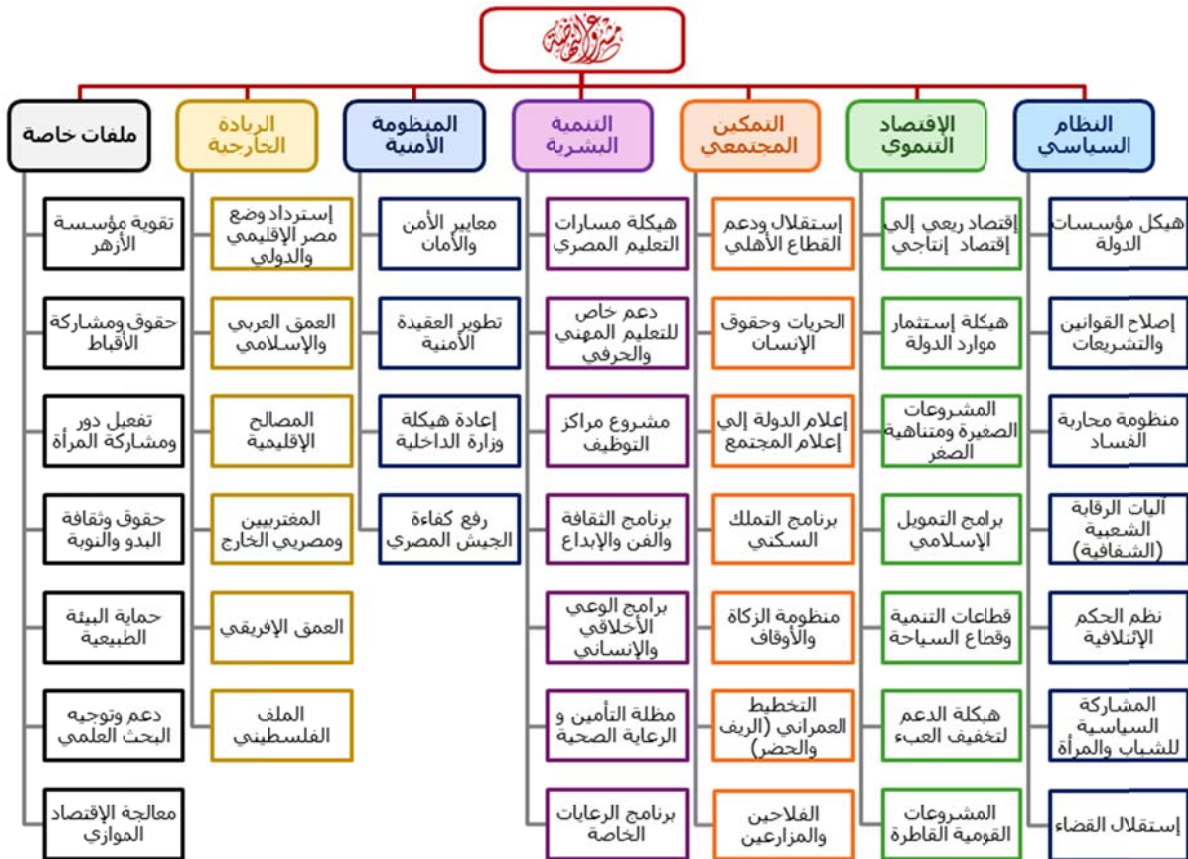 مشروع النهضة
النظام
السياسي
هيكل مؤسسات
الدولة
إصلاح القوانين
والتشريعات
منظومة محاربة
الفساد
آليات الرقابة
الشعبية
(الشفافية)
نظم الحكم
الإئتلافية
المشاركة
السياسية
للشباب والمرأة
إستقلال القضاء
الإقتصاد
التنموي
إقتصاد ريعي إلى
إقتصاد إنتاجي
هيكلة إستثمار
موارد الدولة
المشروعات
الصغيرة ومتناهية
الصغر
برامج التمويل
الإسلامي
قطاعات التنمية
وقطاع السياحة
هيكلة الدعم
لتخفيف العبء
المشروعات
القومية القاطرة
التمكين
المجتمعي
إستقلال ودعم
القطاع الأهلي
الحريات وحقوق
الإنسان
إعلام الدولة إلى
إعلام المجتمع
برنامج التملك
السكني
منظومة الزكاة
والأوقاف
التخطيط
العمراني (الريف
والحضر)
الفلاحين
والمزارعين
التنمية
البشرية
هيكلة مسارات
التعليم المصري
دعم خاص
للتعليم المهني
والحرفي
مشروع مراكز
التوظيف
برنامج الثقافة
والفن والإبداع
برامج الوعي
الأخلاقي
والإنساني
مظلة التأمين و
الرعاية الصحية
برنامج الرعايات
الخاصة
المنظومة
الأمنية
معايير الأمن
والأمان
تطوير العقيدة
الأمنية
إعادة هيكلة
وزارة الداخلية
رفع كفاءة
الجيش المصري
الريادة
الخارجية
إسترداد وضع
مصر الإقليمي
والدولي
العمق العربي
والإسلامي
المصالح
الإقليمية
المغتربيين
ومصريي الخارج
العمق الإفريقي
الملف
الفلسطيني
ملفات خاصة
تقوية مؤسسة
الأزهر
حقوق ومشاركة
الأقباط
تفعيل دور
ومشاركة المرأة
حقوق وثقافة
البدو والنوبة
حماية البيئة
الطبيعية
دعم وتوجيه
البحث العلمي
معالجة الإقتصاد
الموازي